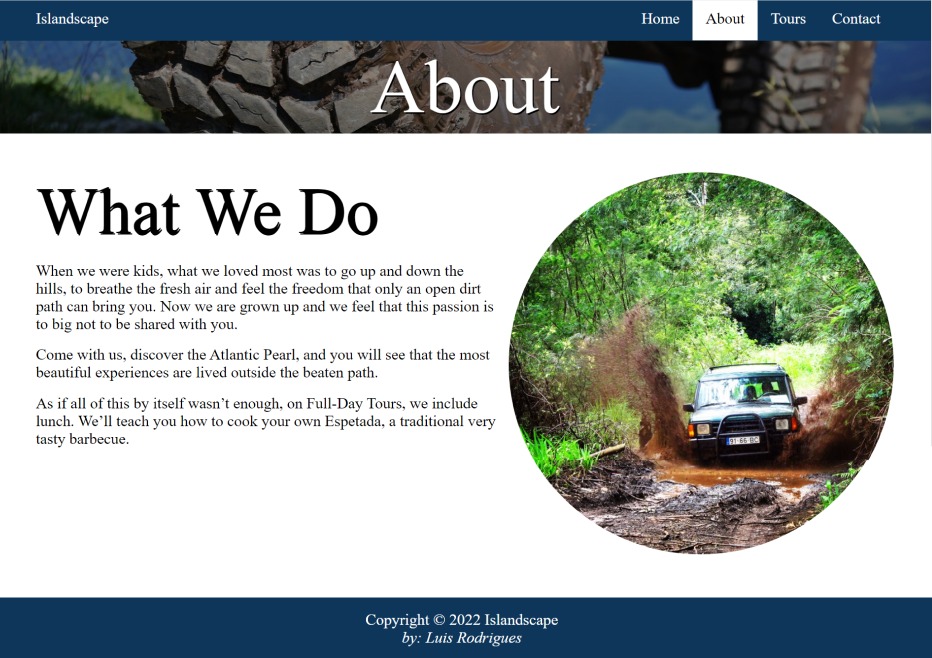 Islandscape Home About Tours Contact
About
What We Do
When we were kids, what we loved most was to go up and down the
hills, to breathe the fresh air and feel the freedom that only an open dirt
path can bring you. Now we are grown up and we feel that this passion is
to big not to be shared with you.
Come with us, discover the Atlantic Pearl, and you will see that the most
beautiful experiences are lived outside the beaten path.
As if all of this by itself wasn’t enough, on Full-Day Tours, we include
lunch. We’ll teach you how to cook your own Espetada, a traditional very
tasty barbecue.
91-66-DC
Copyright © 2022 Islandscape
by: Luis Rodrigues